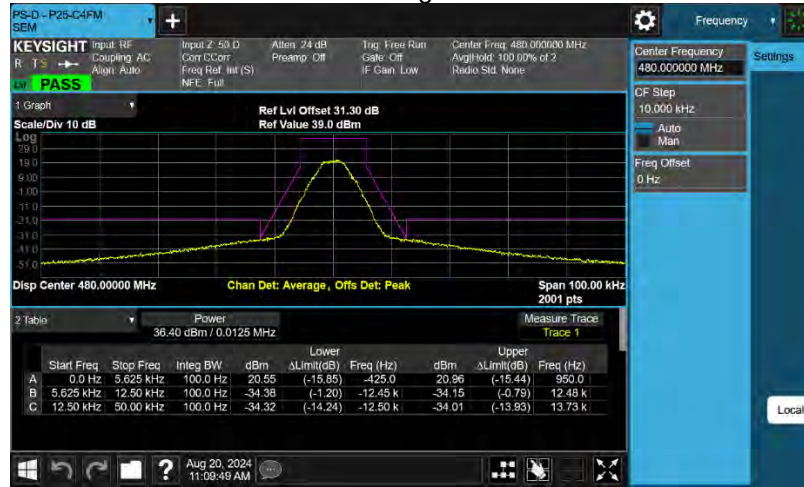 PS-D - P25-C4FM
SEM
Frequency
KEYSIGHT
Input: RF
Coupling: AC
Align: Auto
PASS
Input Z: 50 Ω
Corr CCorr
Freq Ref: Int (S)
NFE: Full
Atten: 24 dB
Preamp: Off
Trig: Free Run
Gate: Off
IF Gain: Low
Center Freq: 480.000000 MHz
Avg|Hold: 100.00% of 2
Radio Std: None
Center Frequency
480.000000 MHz
Settings
CF Step
10.000 kHz
Auto
Man
Freq Offset
0 Hz
1 Graph
Scale/Div 10 dB
Ref Lvl Offset 31.30 dB
Ref Value 39.0 dBm
Log
29.0
19.0
9.00
-1.00
-11.0
-21.0
-31.0
-41.0
-51.0
Disp Center 480.00000 MHz
Chan Det: Average, Offs Det: Peak
Span 100.00 kHz
2001 pts
2 Table
Power
36.40 dBm / 0.0125 MHz
Measure Trace
Trace 1
Lower Upper
Start Freq Stop Freq Integ BW dBm ΔLimit(dB) Freq (Hz) dBm ΔLimit(dB) Freq (Hz)
A 0.0 Hz 5.625 kHz 100.0 Hz 20.55 (-15.85) -425.0 20.96 (-15.44) 950.0
B 5.625 kHz 12.50 kHz 100.0 Hz -34.38 (-1.20) -12.45 k -34.15 (-0.79) 12.48 k
C 12.50 kHz 50.00 kHz 100.0 Hz -34.32 (-14.24) -12.50 k -34.01 (-13.93) 13.73 k
Local
Aug 20, 2024
11:09:49 AM